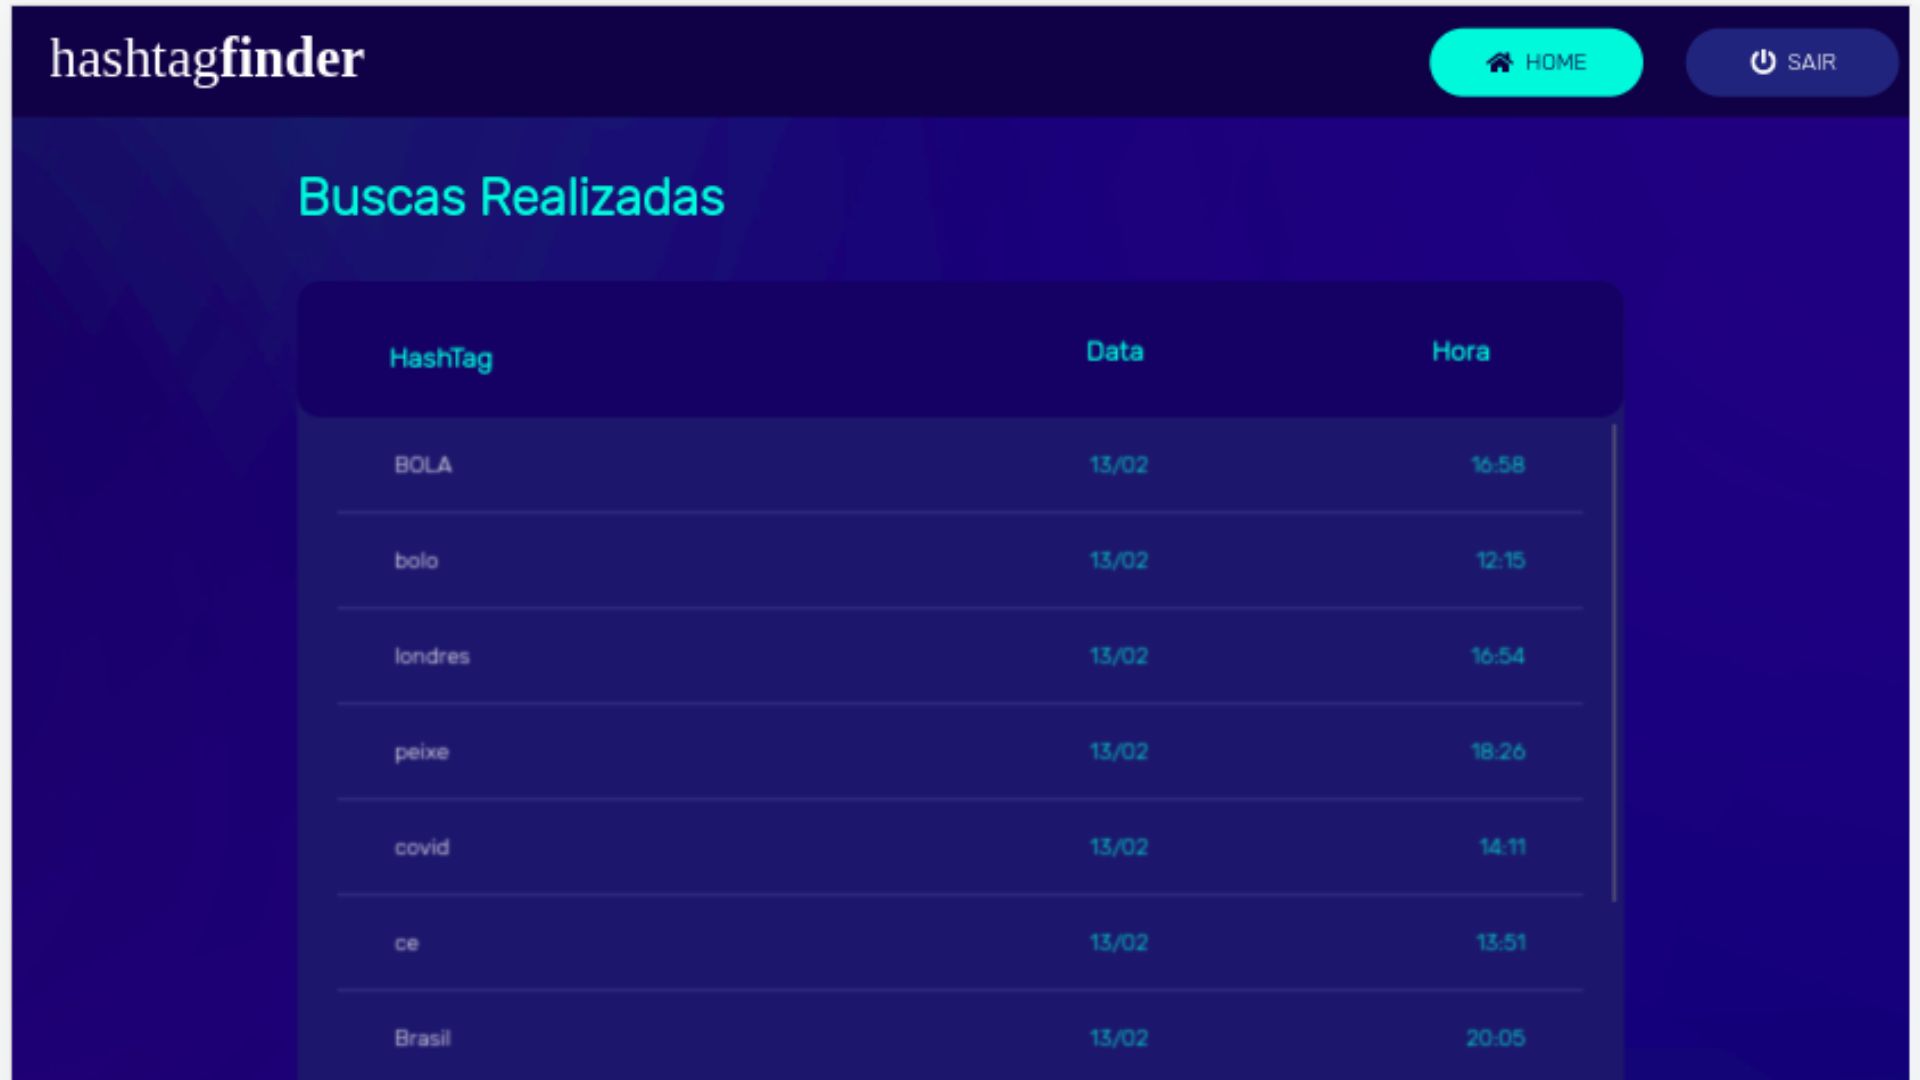 hashtagfinder
HOME
SAIR
Buscas Realizadas
HashTag Data Hora
BOLA 13/02 16:58
bolo 13/02 12:15
londres 13/02 16:54
peixe 13/02 18:26
covid 13/02 14:11
ce 13/02 13:51
Brasil 13/02 20:05